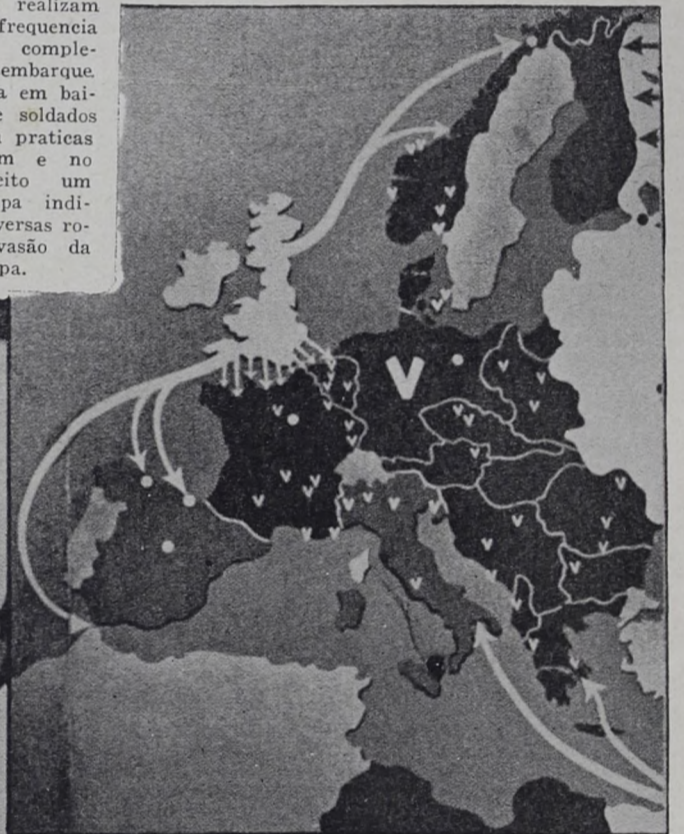 realizam
frequencia
comple-
embarque.
a em bai-
e soldados
praticas
m e no
eito um
pa indi-
versas ro-
vasão da
pa.
V